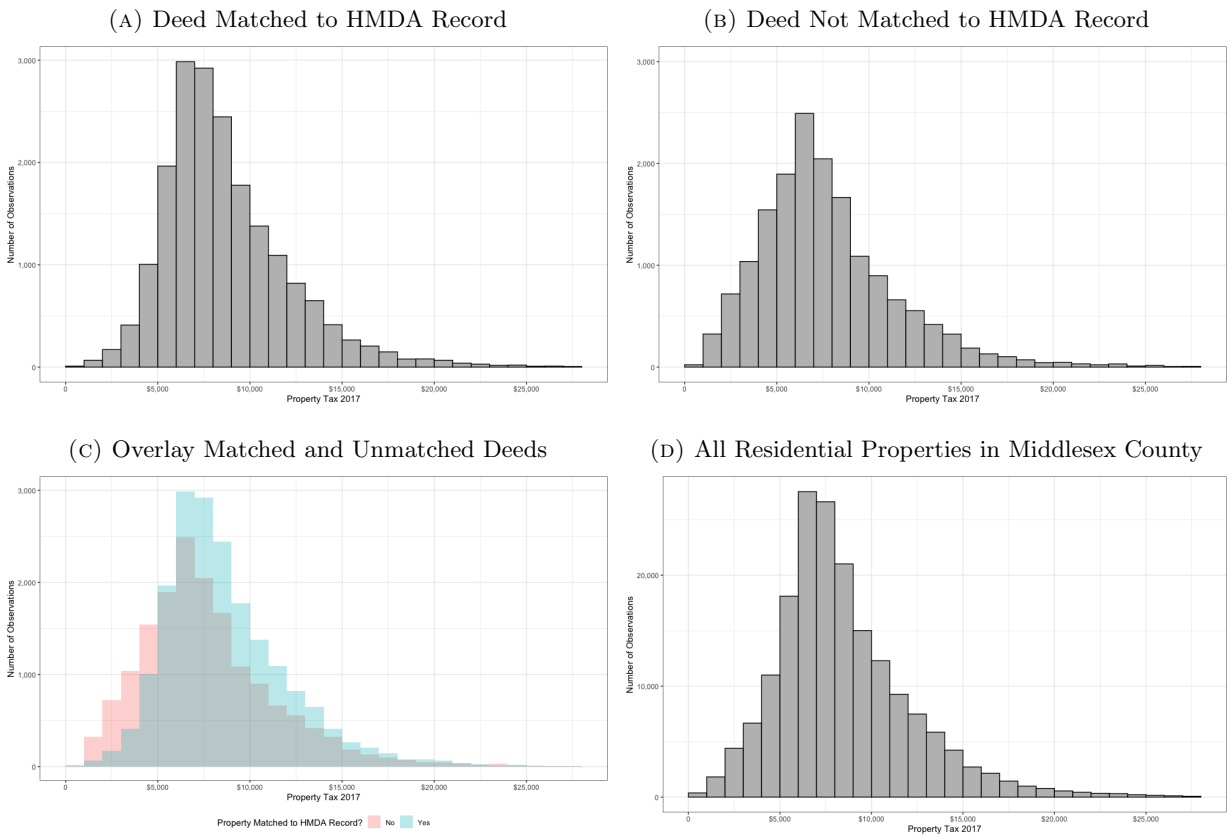 (A) Deed Matched to HMDA Record
3,000
2,000
1,000
0
Number of Observations
0 $5,000 $10,000 $15,000 $20,000 $25,000
Property Tax 2017
(B) Deed Not Matched to HMDA Record
3,000
2,000
1,000
0
Number of Observations
0 $5,000 $10,000 $15,000 $20,000 $25,000
Property Tax 2017
(C) Overlay Matched and Unmatched Deeds
3,000
2,000
1,000
0
Number of Observations
0 $5,000 $10,000 $15,000 $20,000 $25,000
Property Tax 2017
Property Matched to HMDA Record? No Yes
(D) All Residential Properties in Middlesex County
20,000
10,000
0
Number of Observations
0 $5,000 $10,000 $15,000 $20,000 $25,000
Property Tax 2017